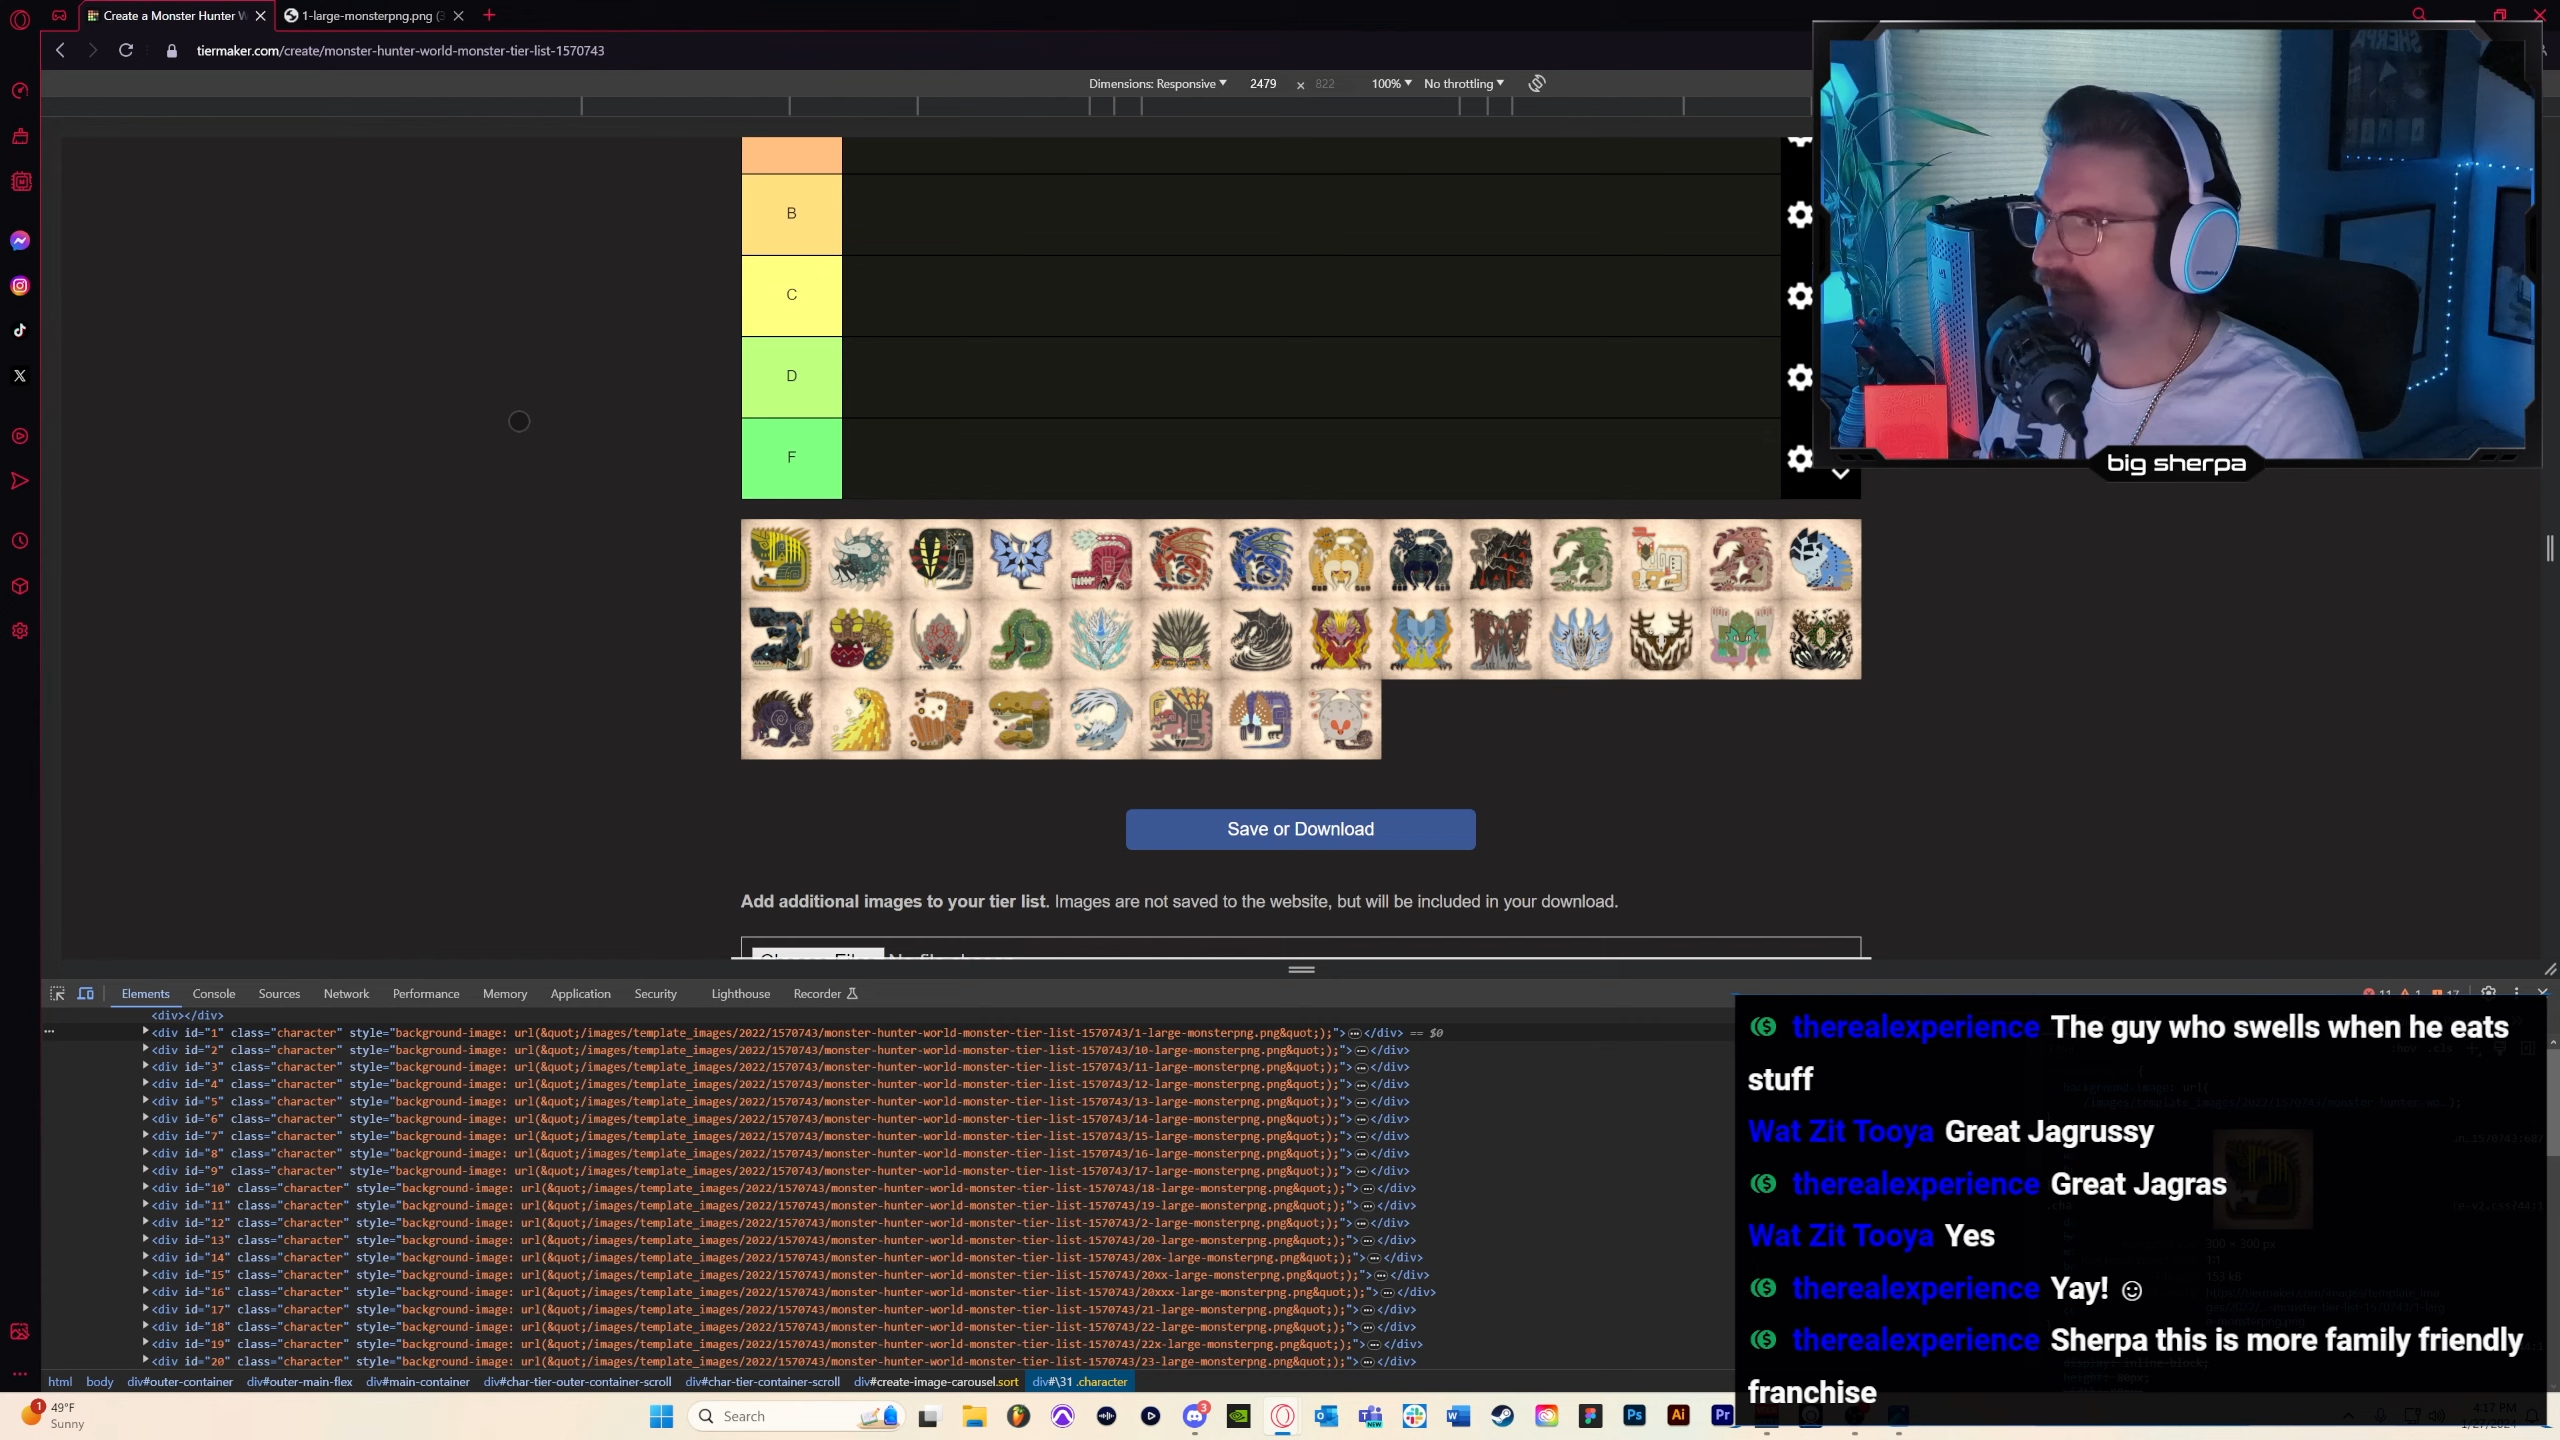 Create a Monster Hunter W
1-large-monsterpng.png (3
tiermaker.com/create/monster-hunter-world-monster-tier-list-1570743
Dimensions: Responsive 2479 × 822 100% No throttling
B
C
D
F
big sherpa
Save or Download
Add additional images to your tier list. Images are not saved to the website, but will be included in your download.
Elements Console Sources Network Performance Memory Application Security Lighthouse Recorder
11 1 17
<div></div>
<div id="1" class="character" style="background-image: url(&quot;/images/template_images/2022/1570743/monster-hunter-world-monster-tier-list-1570743/1-large-monsterpng.png&quot;);"></div> == $0
<div id="2" class="character" style="background-image: url(&quot;/images/template_images/2022/1570743/monster-hunter-world-monster-tier-list-1570743/10-large-monsterpng.png&quot;);"></div>
<div id="3" class="character" style="background-image: url(&quot;/images/template_images/2022/1570743/monster-hunter-world-monster-tier-list-1570743/11-large-monsterpng.png&quot;);"></div>
<div id="4" class="character" style="background-image: url(&quot;/images/template_images/2022/1570743/monster-hunter-world-monster-tier-list-1570743/12-large-monsterpng.png&quot;);"></div>
<div id="5" class="character" style="background-image: url(&quot;/images/template_images/2022/1570743/monster-hunter-world-monster-tier-list-1570743/13-large-monsterpng.png&quot;);"></div>
<div id="6" class="character" style="background-image: url(&quot;/images/template_images/2022/1570743/monster-hunter-world-monster-tier-list-1570743/14-large-monsterpng.png&quot;);"></div>
<div id="7" class="character" style="background-image: url(&quot;/images/template_images/2022/1570743/monster-hunter-world-monster-tier-list-1570743/15-large-monsterpng.png&quot;);"></div>
<div id="8" class="character" style="background-image: url(&quot;/images/template_images/2022/1570743/monster-hunter-world-monster-tier-list-1570743/16-large-monsterpng.png&quot;);"></div>
<div id="9" class="character" style="background-image: url(&quot;/images/template_images/2022/1570743/monster-hunter-world-monster-tier-list-1570743/17-large-monsterpng.png&quot;);"></div>
<div id="10" class="character" style="background-image: url(&quot;/images/template_images/2022/1570743/monster-hunter-world-monster-tier-list-1570743/18-large-monsterpng.png&quot;);"></div>
<div id="11" class="character" style="background-image: url(&quot;/images/template_images/2022/1570743/monster-hunter-world-monster-tier-list-1570743/19-large-monsterpng.png&quot;);"></div>
<div id="12" class="character" style="background-image: url(&quot;/images/template_images/2022/1570743/monster-hunter-world-monster-tier-list-1570743/2-large-monsterpng.png&quot;);"></div>
<div id="13" class="character" style="background-image: url(&quot;/images/template_images/2022/1570743/monster-hunter-world-monster-tier-list-1570743/20-large-monsterpng.png&quot;);"></div>
<div id="14" class="character" style="background-image: url(&quot;/images/template_images/2022/1570743/monster-hunter-world-monster-tier-list-1570743/20x-large-monsterpng.png&quot;);"></div>
<div id="15" class="character" style="background-image: url(&quot;/images/template_images/2022/1570743/monster-hunter-world-monster-tier-list-1570743/20xx-large-monsterpng.png&quot;);"></div>
<div id="16" class="character" style="background-image: url(&quot;/images/template_images/2022/1570743/monster-hunter-world-monster-tier-list-1570743/20xxx-large-monsterpng.png&quot;);"></div>
<div id="17" class="character" style="background-image: url(&quot;/images/template_images/2022/1570743/monster-hunter-world-monster-tier-list-1570743/21-large-monsterpng.png&quot;);"></div>
<div id="18" class="character" style="background-image: url(&quot;/images/template_images/2022/1570743/monster-hunter-world-monster-tier-list-1570743/22-large-monsterpng.png&quot;);"></div>
<div id="19" class="character" style="background-image: url(&quot;/images/template_images/2022/1570743/monster-hunter-world-monster-tier-list-1570743/22x-large-monsterpng.png&quot;);"></div>
<div id="20" class="character" style="background-image: url(&quot;/images/template_images/2022/1570743/monster-hunter-world-monster-tier-list-1570743/23-large-monsterpng.png&quot;);"></div>
html body div#outer-container div#outer-main-flex div#main-container div#char-tier-outer-container-scroll div#char-tier-container-scroll div#create-image-carousel.sort div#\31 .character
therealexperience The guy who swells when he eats
stuff
Wat Zit Tooya Great Jagrussy
therealexperience Great Jagras
Wat Zit Tooya Yes
therealexperience Yay! ☺
therealexperience Sherpa this is more family friendly
franchise
1 49°F
Sunny
Search
3
NEW
Ps Ai Pr
4:17 PM